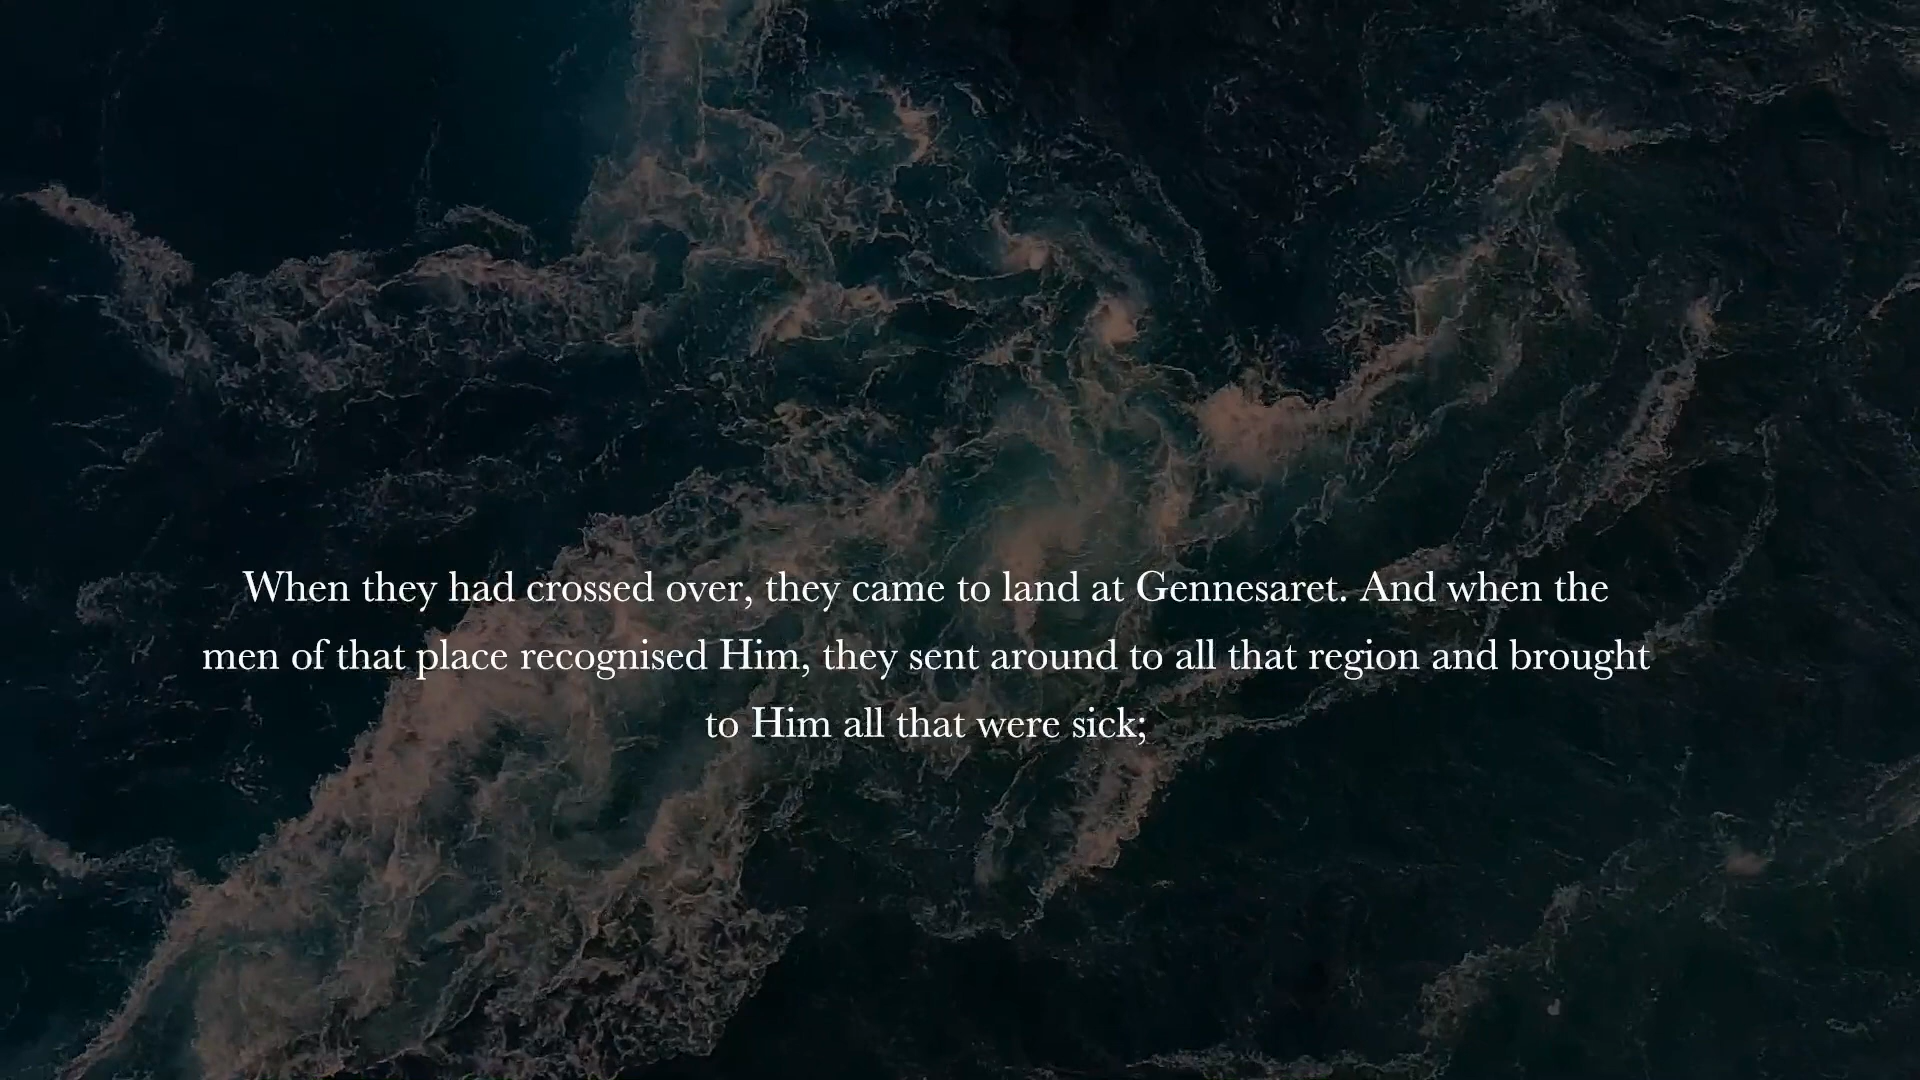 When they had crossed over, they came to land at Gennesaret. And when the
men of that place recognised Him, they sent around to all that region and brought
to Him all that were sick;